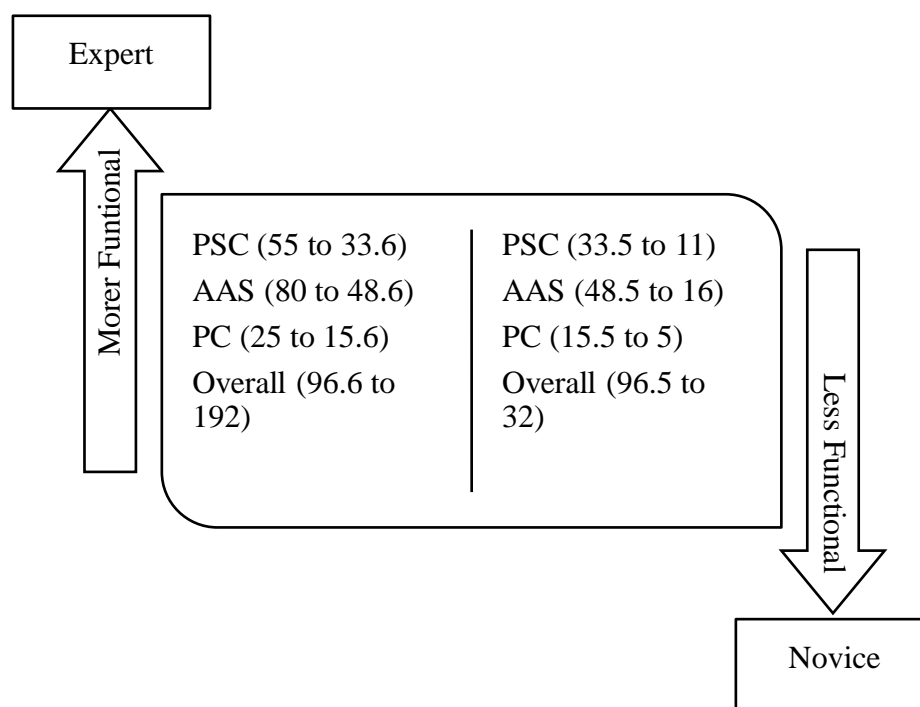 Expert
Morer Funtional
PSC (55 to 33.6)
AAS (80 to 48.6)
PC (25 to 15.6)
Overall (96.6 to
192)
PSC (33.5 to 11)
AAS (48.5 to 16)
PC (15.5 to 5)
Overall (96.5 to
32)
Less Functional
Novice